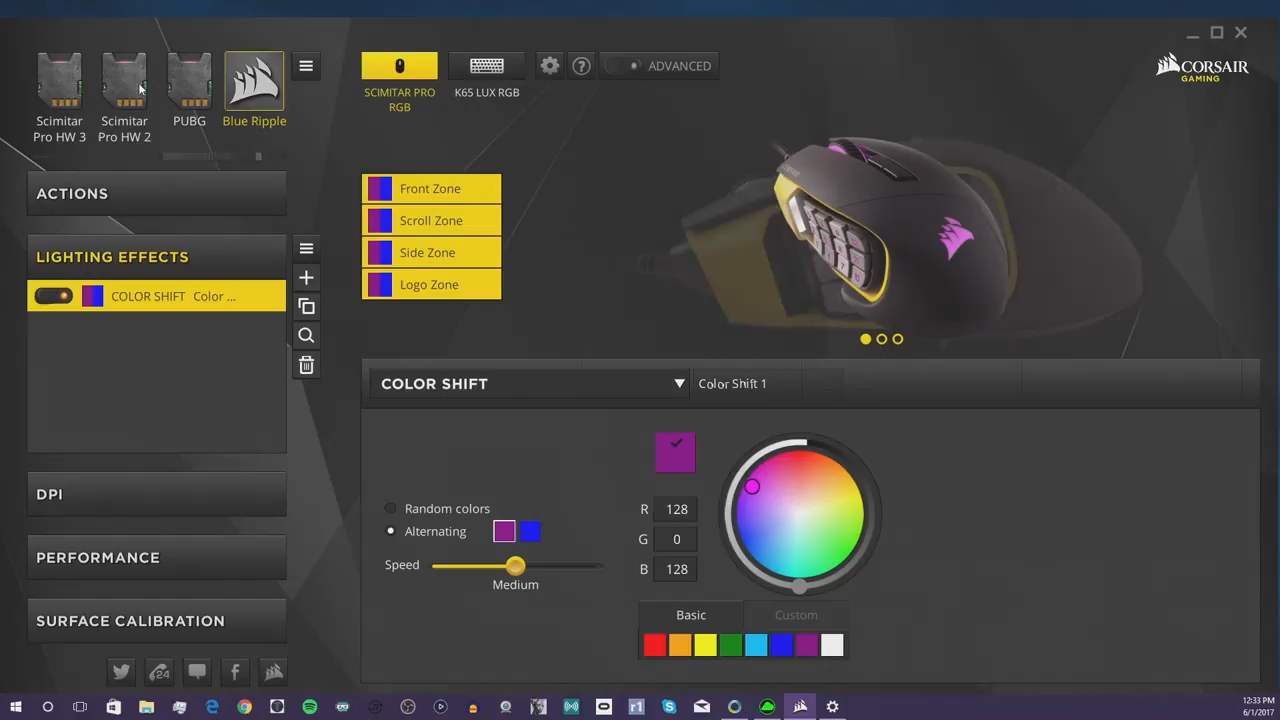 Scimitar
Pro HW 3
Scimitar
Pro HW 2
PUBG
Blue Ripple
SCIMITAR PRO
RGB
K65 LUX RGB
ADVANCED
CORSAIR
GAMING
ACTIONS
LIGHTING EFFECTS
COLOR SHIFT Color ...
DPI
PERFORMANCE
SURFACE CALIBRATION
Front Zone
Scroll Zone
Side Zone
Logo Zone
COLOR SHIFT
Color Shift 1
Random colors
Alternating
Speed
Medium
R 128
G 0
B 128
Basic
Custom
24
12:33 PM
6/1/2017